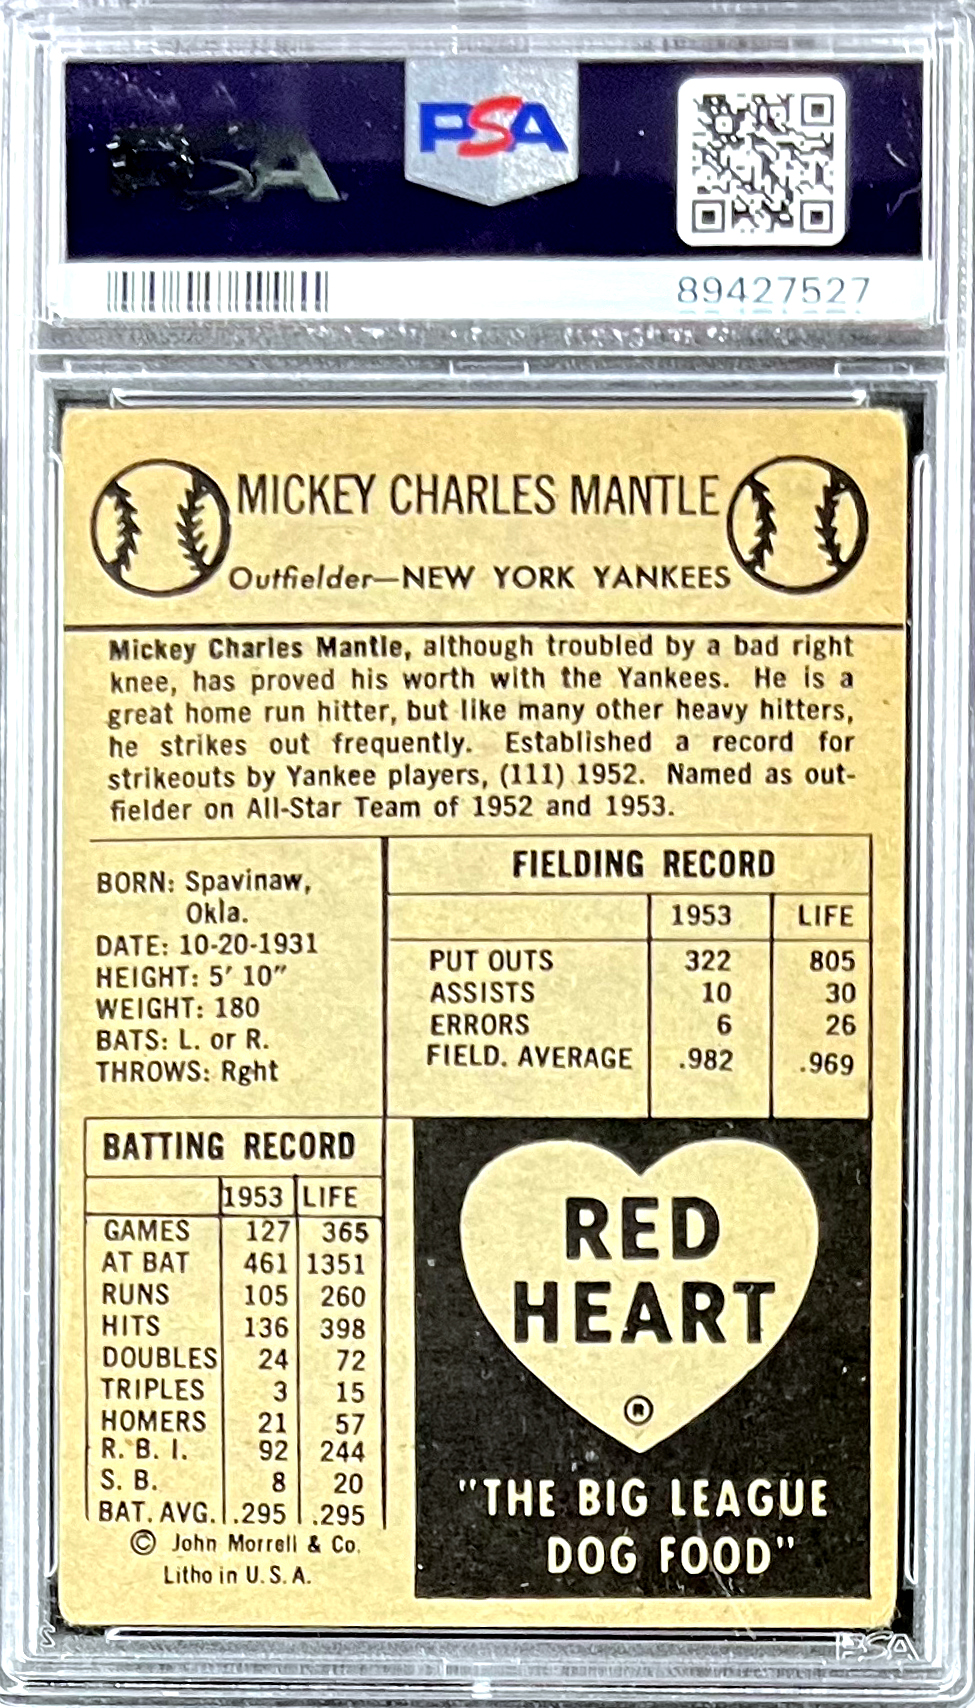 PSA
PSA
89427527
MICKEY CHARLES MANTLE
Outfielder—NEW YORK YANKEES
Mickey Charles Mantle, although troubled by a bad right
knee, has proved his worth with the Yankees. He is a
great home run hitter, but like many other heavy hitters,
he strikes out frequently. Established a record for
strikeouts by Yankee players, (111) 1952. Named as out-
fielder on All-Star Team of 1952 and 1953.
BORN: Spavinaw,
Okla.
DATE: 10-20-1931
HEIGHT: 5' 10"
WEIGHT: 180
BATS: L. or R.
THROWS: Rght
FIELDING RECORD
1953 LIFE
PUT OUTS 322 805
ASSISTS 10 30
ERRORS 6 26
FIELD. AVERAGE .982 .969
BATTING RECORD
1953 LIFE
GAMES 127 365
AT BAT 461 1351
RUNS 105 260
HITS 136 398
DOUBLES 24 72
TRIPLES 3 15
HOMERS 21 57
R. B. I. 92 244
S. B. 8 20
BAT. AVG. .295 .295
© John Morrell & Co.
Litho in U. S. A.
RED
HEART
®
"THE BIG LEAGUE
DOG FOOD"
PSA